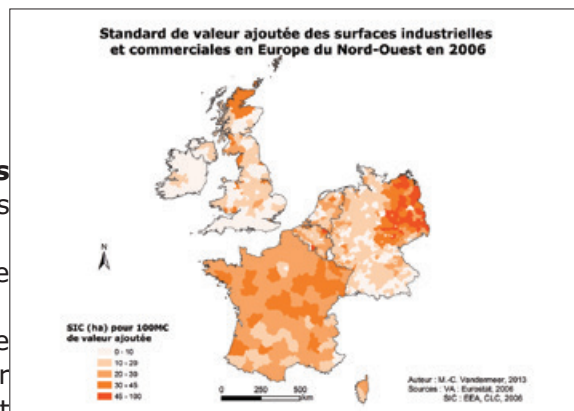 Standard de valeur ajoutée des surfaces industrielles
et commerciales en Europe du Nord-Ouest en 2006
s
s
e
N
e
r
t
SIC (ha) pour 100M€
de valeur ajoutée
0 - 10
10 - 20
20 - 30
30 - 45
45 - 100
0 250 500
km
Auteur : M.-C. Vandermeer, 2013
Sources : VA : Eurostat, 2006
SIC : EEA, CLC, 2006